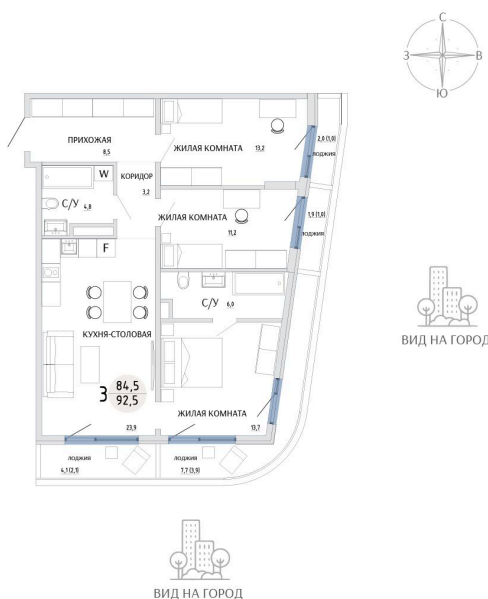 С
З
В
Ю
ПРИХОЖАЯ
8,5
ЖИЛАЯ КОМНАТА
13,2
2,0 (1,0)
ЛОДЖИЯ
W
КОРИДОР
3,2
С/У
4,8
ЖИЛАЯ КОМНАТА
11,2
1,9 (1,0)
ЛОДЖИЯ
F
С/У
6,0
КУХНЯ-СТОЛОВАЯ
ВИД НА ГОРОД
3
84,5
92,5
23,9
ЖИЛАЯ КОМНАТА
13,7
ЛОДЖИЯ
4,1 (2,1)
ЛОДЖИЯ
7,7 (3,9)
ВИД НА ГОРОД